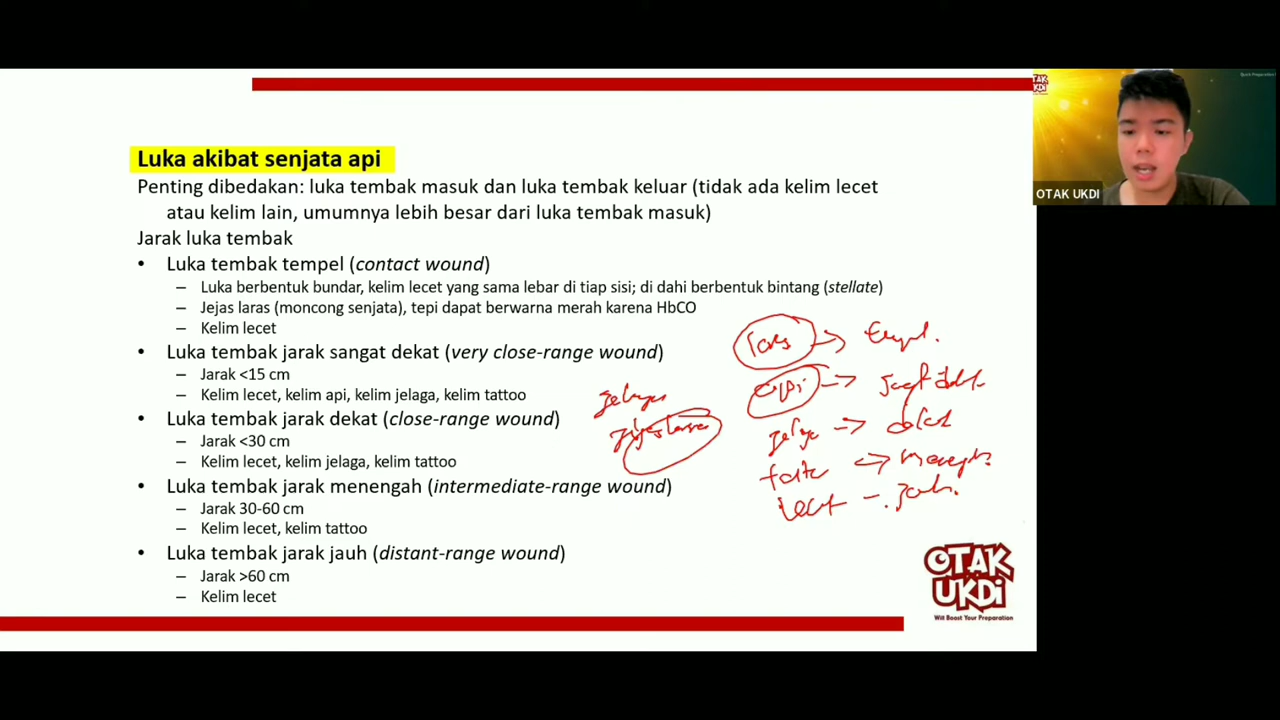 Luka akibat senjata api
Penting dibedakan: luka tembak masuk dan luka tembak keluar (tidak ada kelim lecet
atau kelim lain, umumnya lebih besar dari luka tembak masuk)
Jarak luka tembak
• Luka tembak tempel (contact wound)
– Luka berbentuk bundar, kelim lecet yang sama lebar di tiap sisi; di dahi berbentuk bintang (stellate)
– Jejas laras (moncong senjata), tepi dapat berwarna merah karena HbCO
– Kelim lecet
• Luka tembak jarak sangat dekat (very close-range wound)
– Jarak <15 cm
– Kelim lecet, kelim api, kelim jelaga, kelim tattoo
• Luka tembak jarak dekat (close-range wound)
– Jarak <30 cm
– Kelim lecet, kelim jelaga, kelim tattoo
• Luka tembak jarak menengah (intermediate-range wound)
– Jarak 30-60 cm
– Kelim lecet, kelim tattoo
• Luka tembak jarak jauh (distant-range wound)
– Jarak >60 cm
– Kelim lecet
api →
lecet –
OTAK UKDI
OTAK
UKDI
Will Boost Your Preparation
OTAK
UKDI